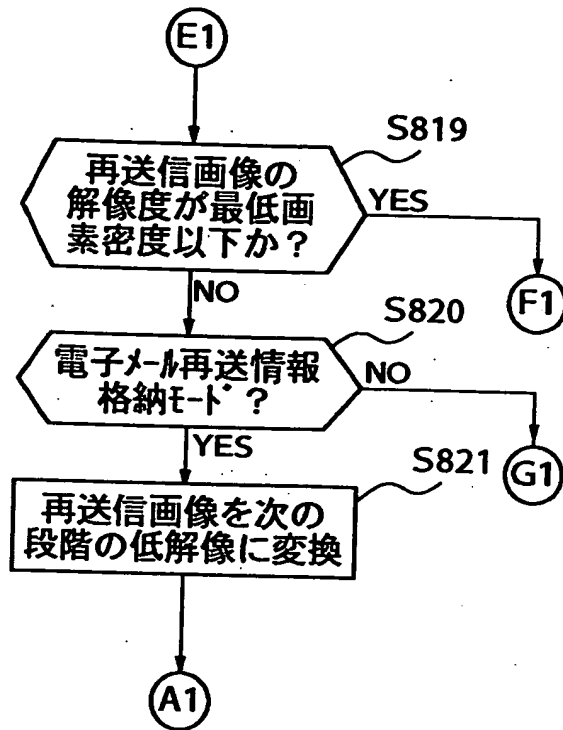 E1
S819
再送信画像の
解像度が最低画
素密度以下か?
YES
F1
NO
S820
電子メール再送情報
格納モード?
NO
G1
YES
S821
再送信画像を次の
段階の低解像に変換
A1